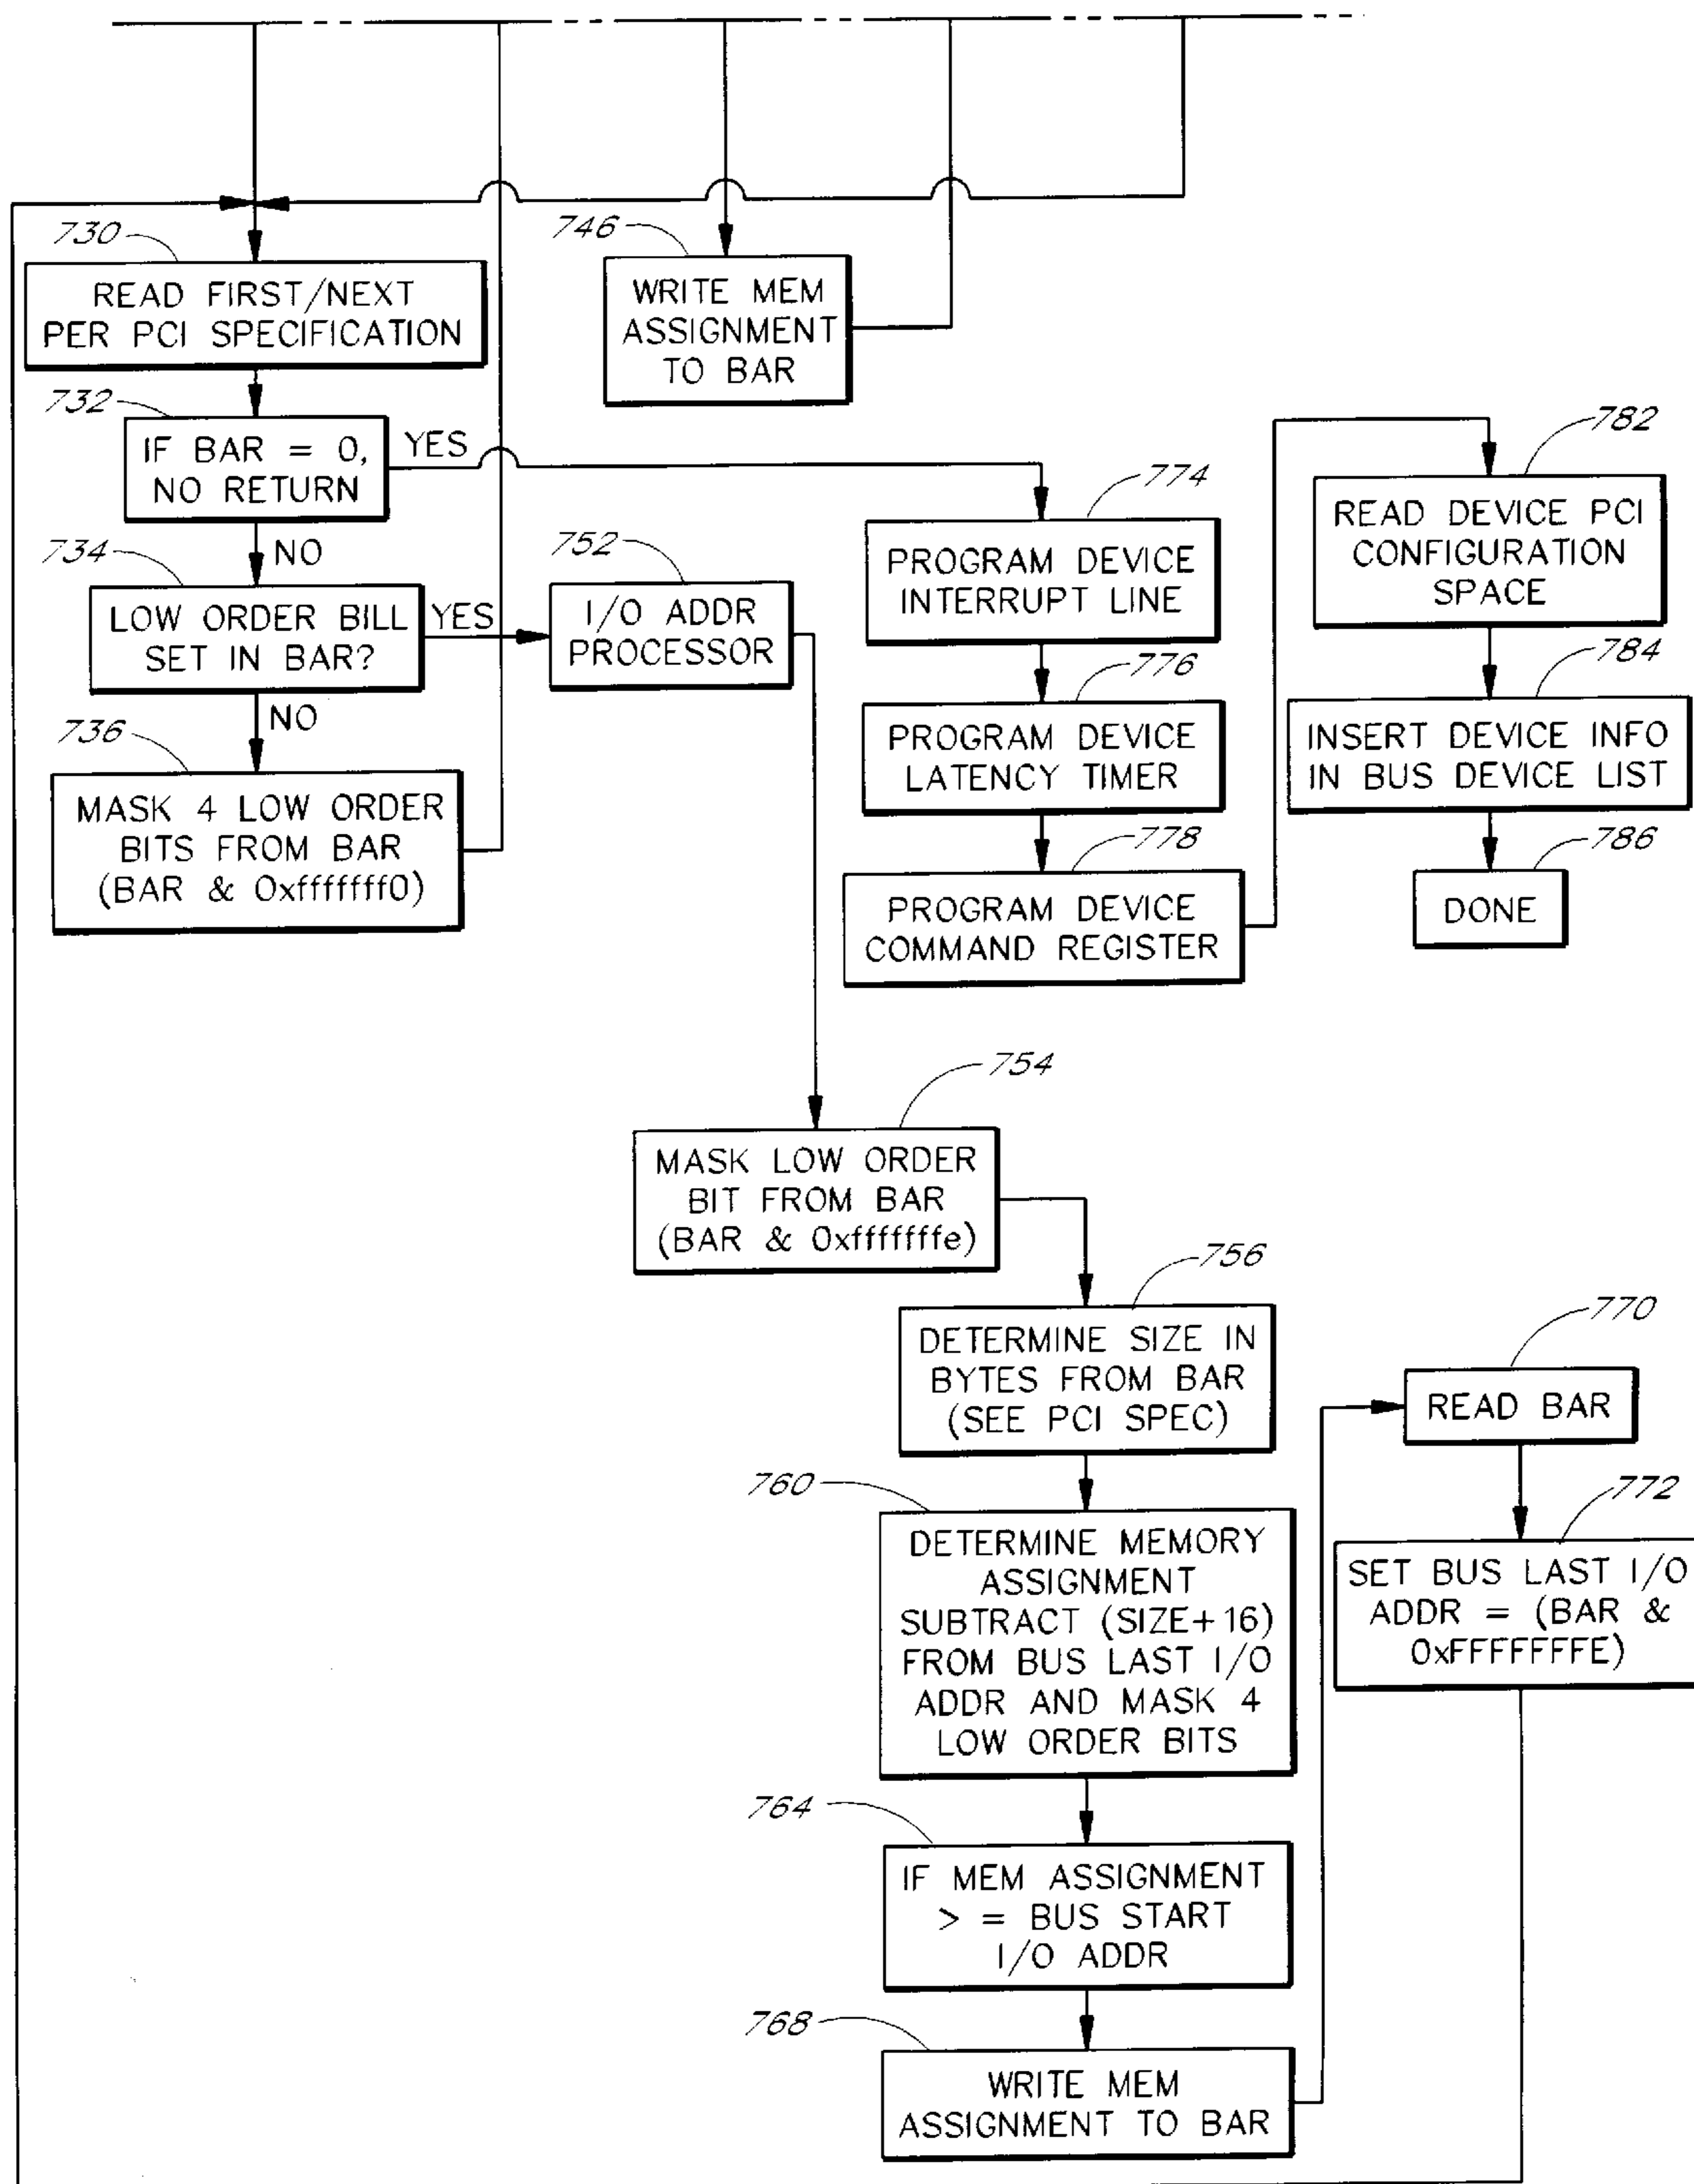 730
READ FIRST/NEXT
PER PCI SPECIFICATION
746
WRITE MEM
ASSIGNMENT
TO BAR
732
IF BAR = 0,
NO RETURN
YES
NO
734
LOW ORDER BILL
SET IN BAR?
YES
NO
752
I/O ADDR
PROCESSOR
736
MASK 4 LOW ORDER
BITS FROM BAR
(BAR & 0xfffffff0)
774
PROGRAM DEVICE
INTERRUPT LINE
776
PROGRAM DEVICE
LATENCY TIMER
778
PROGRAM DEVICE
COMMAND REGISTER
782
READ DEVICE PCI
CONFIGURATION
SPACE
784
INSERT DEVICE INFO
IN BUS DEVICE LIST
786
DONE
754
MASK LOW ORDER
BIT FROM BAR
(BAR & 0xfffffffe)
756
DETERMINE SIZE IN
BYTES FROM BAR
(SEE PCI SPEC)
760
DETERMINE MEMORY
ASSIGNMENT
SUBTRACT (SIZE+16)
FROM BUS LAST I/O
ADDR AND MASK 4
LOW ORDER BITS
764
IF MEM ASSIGNMENT
> = BUS START
I/O ADDR
768
WRITE MEM
ASSIGNMENT TO BAR
770
READ BAR
772
SET BUS LAST I/O
ADDR = (BAR &
0xFFFFFFFE)